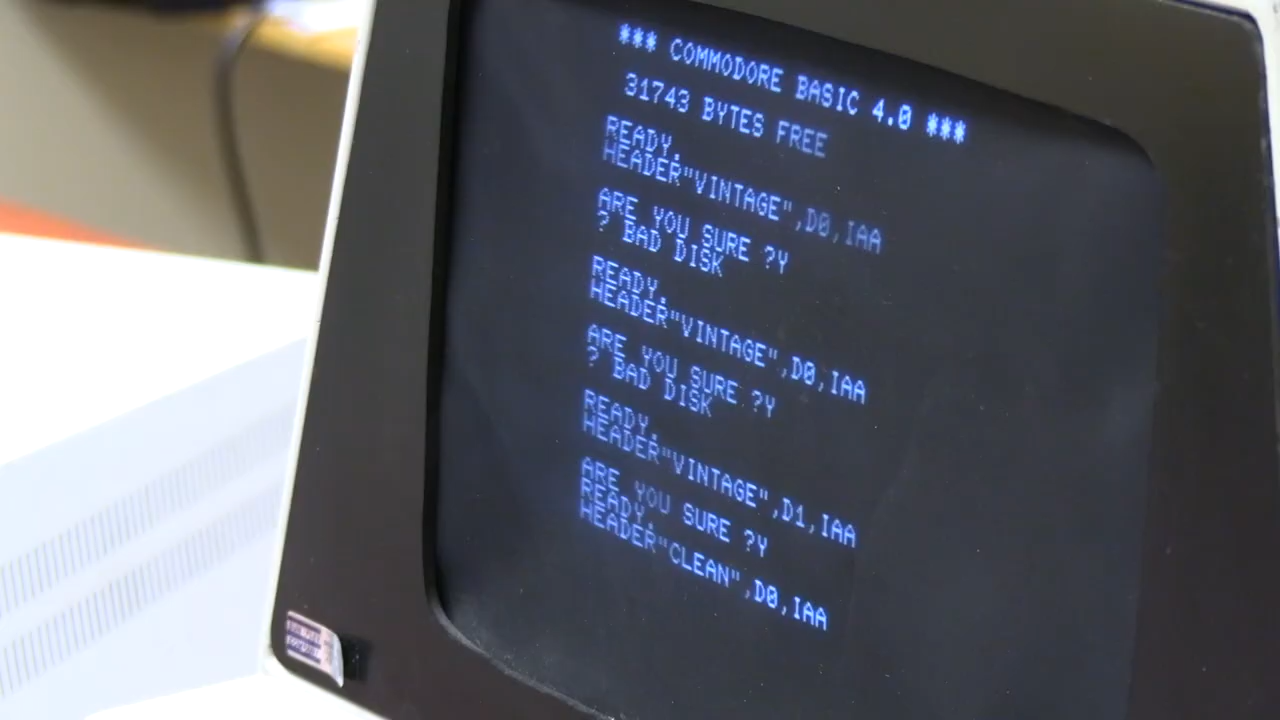 *** COMMODORE BASIC 4.0 ***
31743 BYTES FREE
READY.
HEADER"VINTAGE",D0,IAA
ARE YOU SURE ?Y
? BAD DISK
READY.
HEADER"VINTAGE",D0,IAA
ARE YOU SURE ?Y
? BAD DISK
READY.
HEADER"VINTAGE",D1,IAA
ARE YOU SURE ?Y
READY.
HEADER"CLEAN",D0,IAA